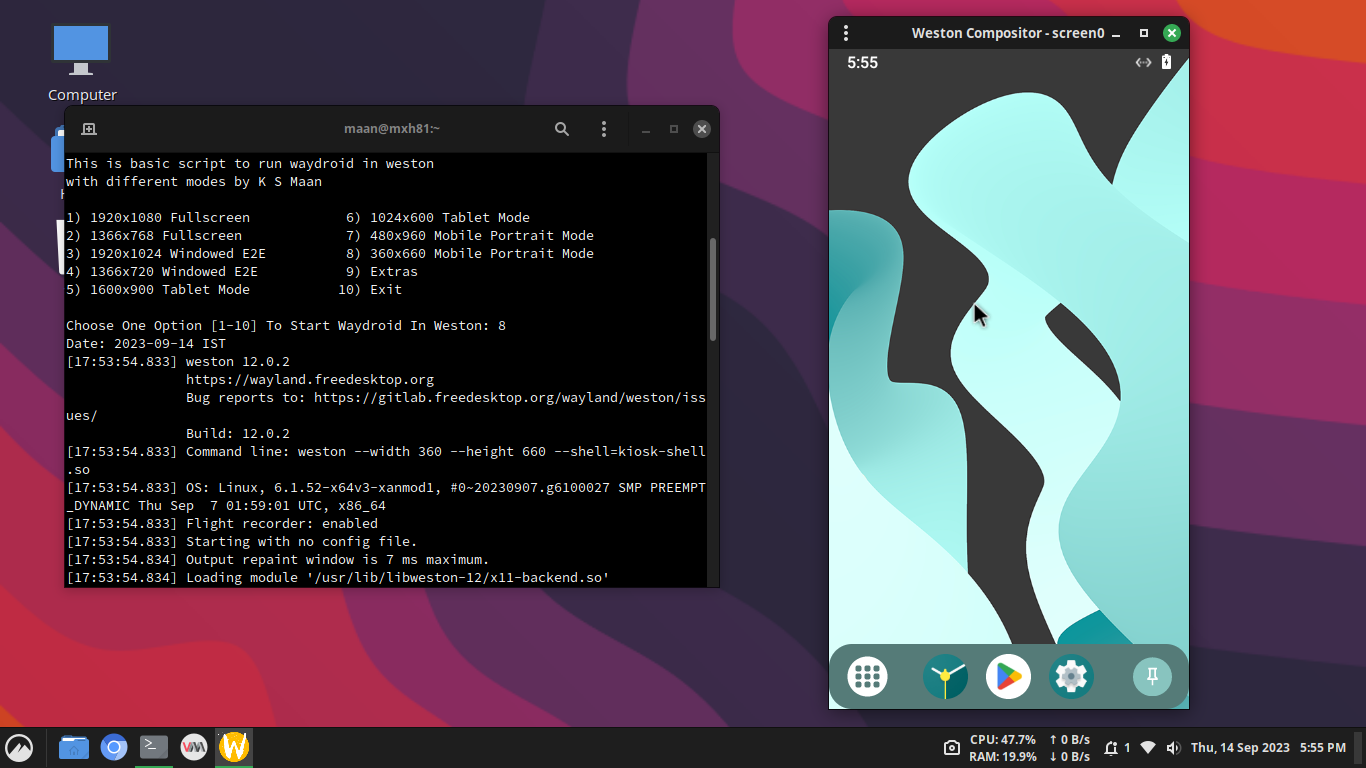 Computer
maan@mxh81:~
This is basic script to run waydroid in weston
with different modes by K S Maan
1) 1920x1080 Fullscreen 6) 1024x600 Tablet Mode
2) 1366x768 Fullscreen 7) 480x960 Mobile Portrait Mode
3) 1920x1024 Windowed E2E 8) 360x660 Mobile Portrait Mode
4) 1366x720 Windowed E2E 9) Extras
5) 1600x900 Tablet Mode 10) Exit
Choose One Option [1-10] To Start Waydroid In Weston: 8
Date: 2023-09-14 IST
[17:53:54.833] weston 12.0.2
https://wayland.freedesktop.org
Bug reports to: https://gitlab.freedesktop.org/wayland/weston/iss
ues/
Build: 12.0.2
[17:53:54.833] Command line: weston --width 360 --height 660 --shell=kiosk-shell
.so
[17:53:54.833] OS: Linux, 6.1.52-x64v3-xanmod1, #0~20230907.g6100027 SMP PREEMPT
_DYNAMIC Thu Sep  7 01:59:01 UTC, x86_64
[17:53:54.833] Flight recorder: enabled
[17:53:54.833] Starting with no config file.
[17:53:54.834] Output repaint window is 7 ms maximum.
[17:53:54.834] Loading module '/usr/lib/libweston-12/x11-backend.so'
Weston Compositor - screen0
5:55
CPU: 47.7% ↑ 0 B/s
RAM: 19.9% ↓ 0 B/s
1
Thu, 14 Sep 2023 5:55 PM